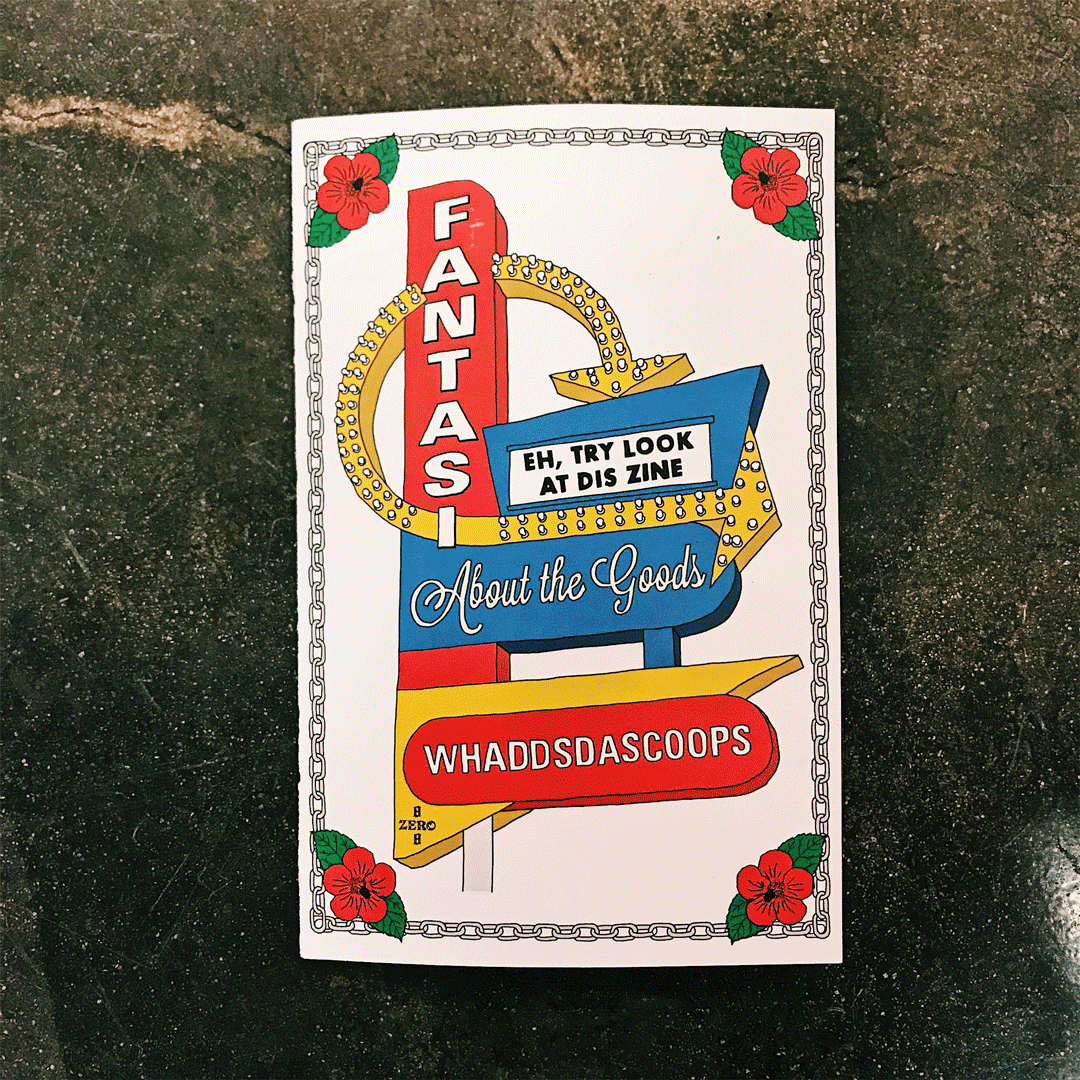 FANTASI
EH, TRY LOOK
AT DIS ZINE
About the Goods
WHADDSDASCOOPS
8
ZERO
8